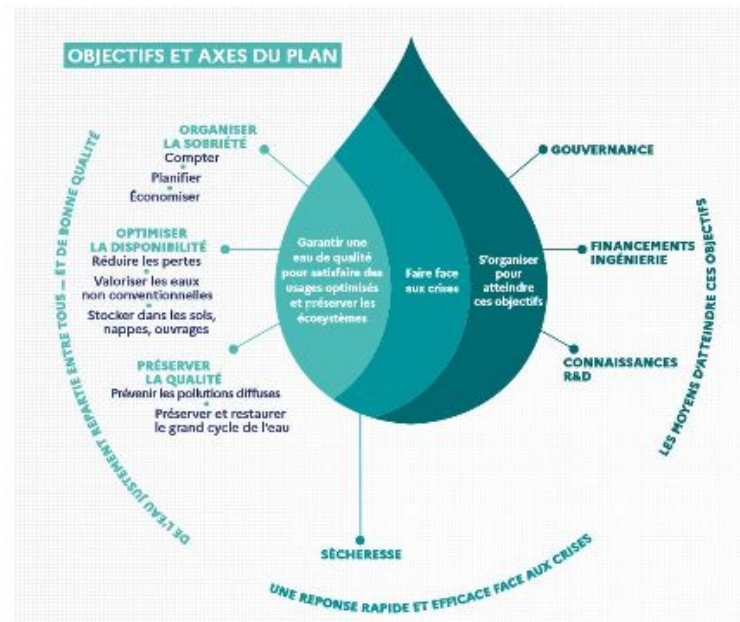 OBJECTIFS ET AXES DU PLAN
DE L'EAU JUSTEMENT REPARTIE ENTRE TOUS — ET DE BONNE QUALITÉ
ORGANISER
LA SOBRIÉTÉ
Compter
Planifier
Économiser
OPTIMISER
LA DISPONIBILITÉ
Réduire les pertes
Valoriser les eaux
non conventionnelles
Stocker dans les sols,
nappes, ouvrages
PRÉSERVER
LA QUALITÉ
Prévenir les pollutions diffuses
Préserver et restaurer
le grand cycle de l'eau
Garantir une
eau de qualité
pour satisfaire des
usages optimisés
et préserver les
écosystèmes
Faire face
aux crises
S'organiser
pour
atteindre
ces objectifs
GOUVERNANCE
FINANCEMENTS
INGÉNIERIE
CONNAISSANCES
R&D
LES MOYENS D'ATTEINDRE CES OBJECTIFS
SÈCHERESSE
UNE REPONSE RAPIDE ET EFFICACE FACE AUX CRISES